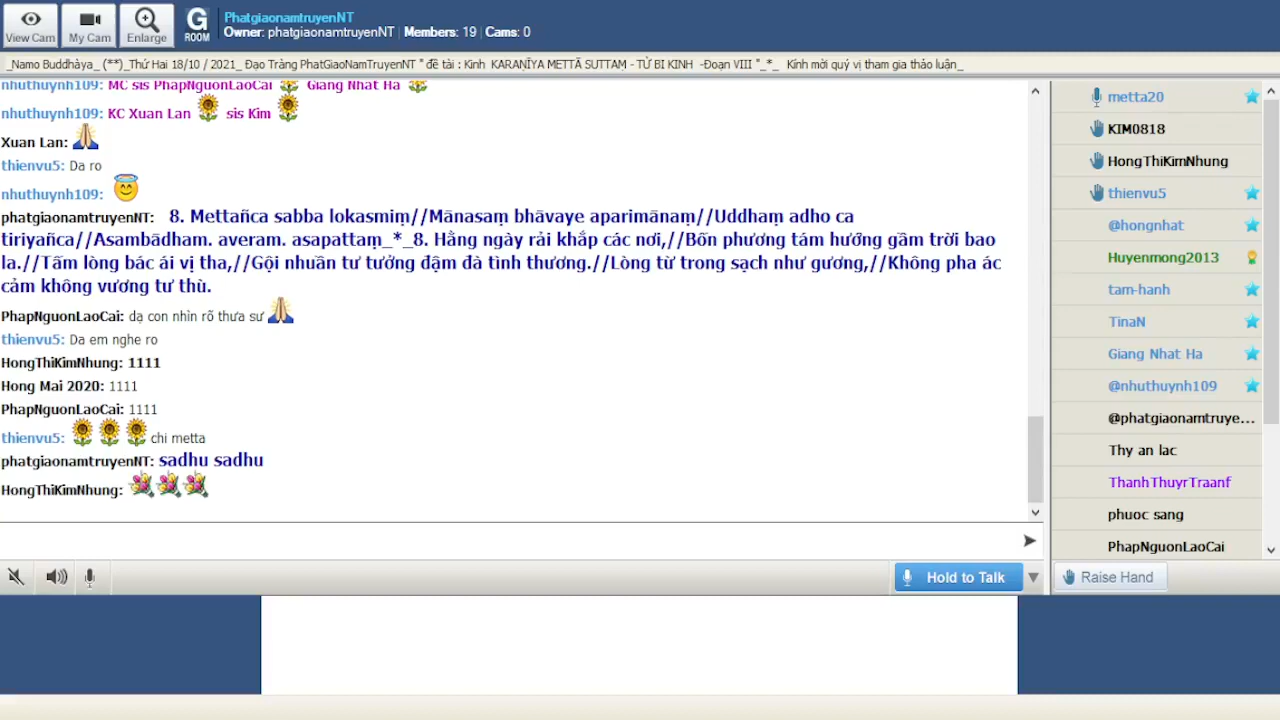 View Cam
My Cam
Enlarge
G
ROOM
PhatgiaonamtruyenNT
Owner: phatgiaonamtruyenNT | Members: 19 | Cams: 0
_Namo Buddhàya_ (**)_Thứ Hai 18/10 / 2021_ Đạo Tràng PhatGiaoNamTruyenNT " đề tài : Kinh KARAṆĪYA METTĀ SUTTAM - TỪ BI KINH -Đoạn VIII "_*_ Kính mời quý vị tham gia thảo luận_
nhuthuynh109: MC sis PhapNguonLaoCai Giang Nhat Ha
nhuthuynh109: KC Xuan Lan sis Kim
Xuan Lan:
thienvu5: Da ro
nhuthuynh109:
phatgiaonamtruyenNT: 8. Mettañca sabba lokasmiṃ//Mānasaṃ bhāvaye aparimānaṃ//Uddhaṃ adho ca
tiriyañca//Asambādham. averam. asapattaṃ_*_8. Hằng ngày rải khắp các nơi,//Bốn phương tám hướng gầm trời bao
la.//Tấm lòng bác ái vị tha,//Gội nhuần tư tưởng đậm đà tình thương.//Lòng từ trong sạch như gương,//Không pha ác
cảm không vương tư thù.
PhapNguonLaoCai: dạ con nhìn rõ thưa sư
thienvu5: Da em nghe ro
HongThiKimNhung: 1111
Hong Mai 2020: 1111
PhapNguonLaoCai: 1111
thienvu5: chi metta
phatgiaonamtruyenNT: sadhu sadhu
HongThiKimNhung:
Hold to Talk
metta20
KIM0818
HongThiKimNhung
thienvu5
@hongnhat
Huyenmong2013
tam-hanh
TinaN
Giang Nhat Ha
@nhuthuynh109
@phatgiaonamtruye...
Thy an lac
ThanhThuyrTraanf
phuoc sang
PhapNguonLaoCai
Raise Hand